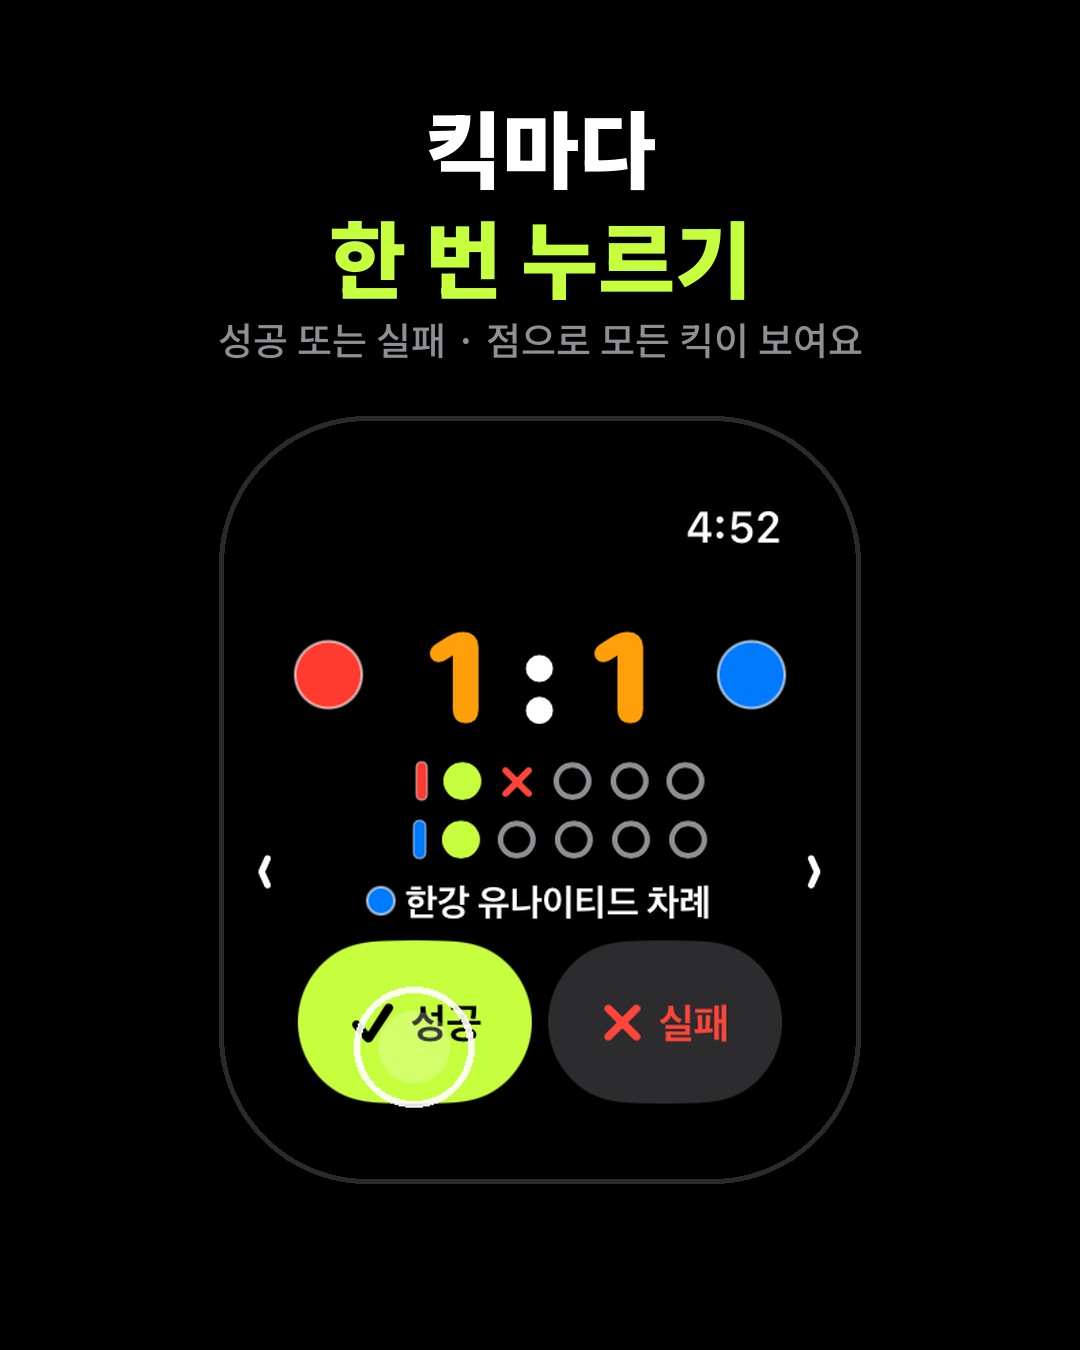 킥마다
한 번 누르기
성공 또는 실패 · 점으로 모든 킥이 보여요
4:52
1 : 1
한강 유나이티드 차례
성공
실패